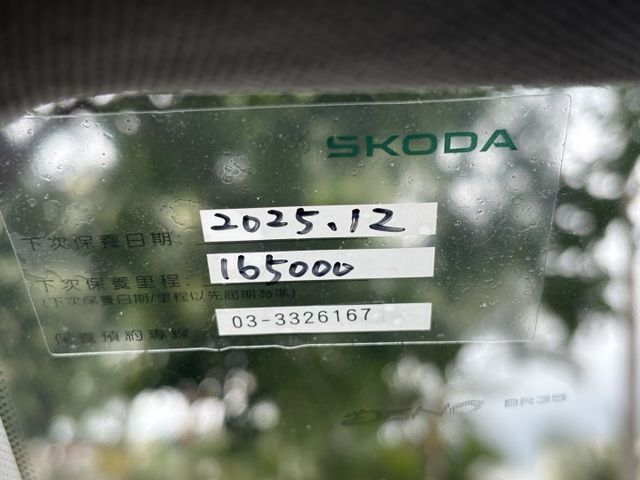 SKODA
下次保養日期: 2025.12
下次保養里程: 165000
(下次保養日期/里程以先屆期為準)
保養預約專線: 03-3326167
BR35